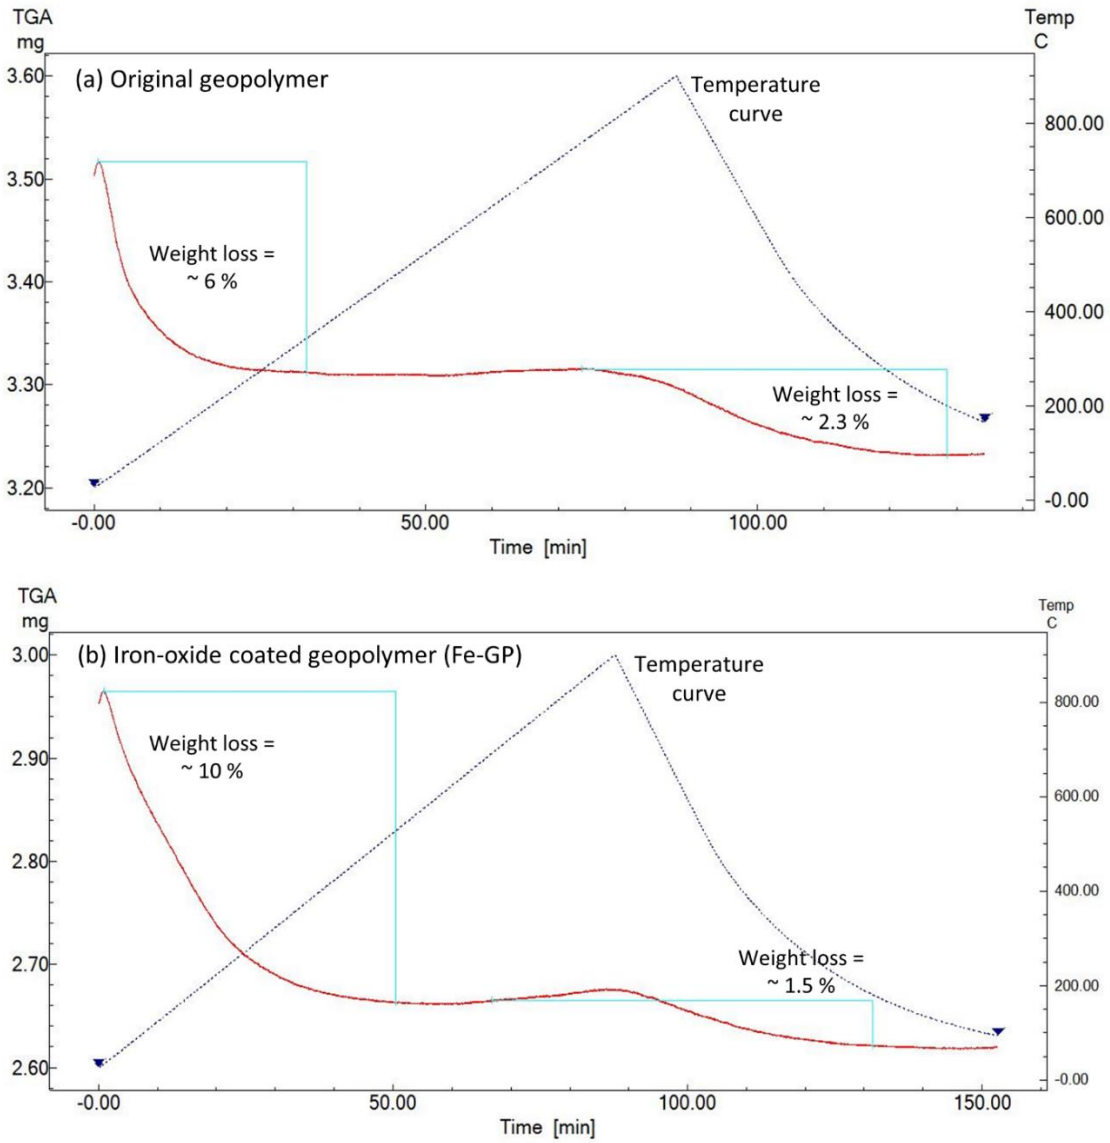 TGA
mg
Temp
C
(a) Original geopolymer
Temperature
curve
3.60
3.50
3.40
3.30
3.20
800.00
600.00
400.00
200.00
-0.00
Weight loss =
~ 6 %
Weight loss =
~ 2.3 %
-0.00
50.00
100.00
Time [min]
TGA
mg
Temp
C
(b) Iron-oxide coated geopolymer (Fe-GP)
Temperature
curve
3.00
2.90
2.80
2.70
2.60
800.00
600.00
400.00
200.00
-0.00
Weight loss =
~ 10 %
Weight loss =
~ 1.5 %
-0.00
50.00
100.00
150.00
Time [min]